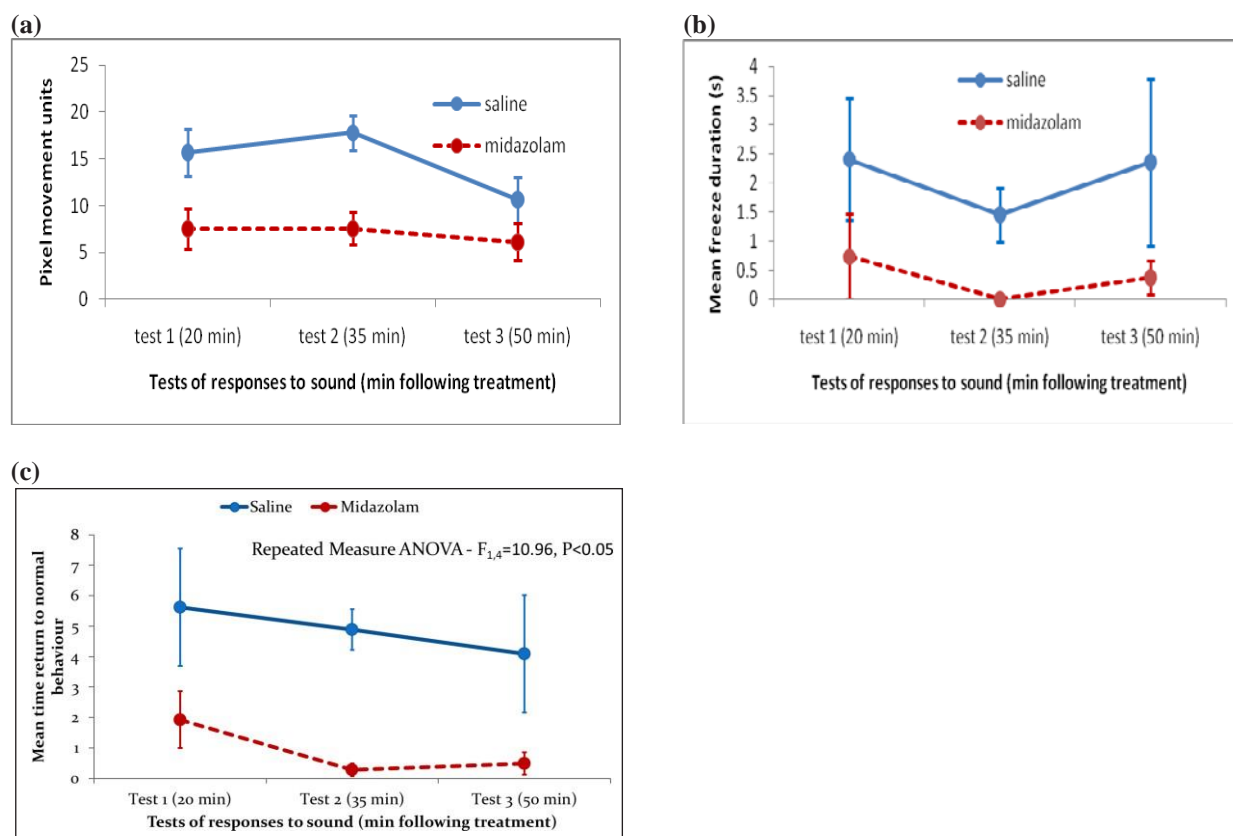 (a)
25
20
15
10
5
0
Pixel movement units
saline
midazolam
test 1 (20 min) test 2 (35 min) test 3 (50 min)
Tests of responses to sound (min following treatment)
(b)
4
3.5
3
2.5
2
1.5
1
0.5
0
Mean freeze duration (s)
saline
midazolam
test 1 (20 min) test 2 (35 min) test 3 (50 min)
Tests of responses to sound (min following treatment)
(c)
Saline Midazolam
8
7
6
5
4
3
2
1
0
Mean time return to normal
behaviour
Repeated Measure ANOVA - F1,4=10.96, P<0.05
Test 1 (20 min) Test 2 (35 min) Test 3 (50 min)
Tests of responses to sound (min following treatment)